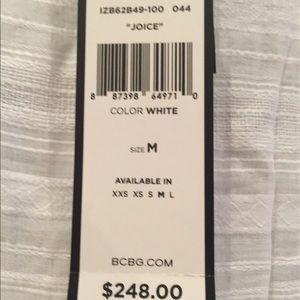 IZB62B49-100 044
"JOICE"
8 87398 64971 0
COLOR WHITE
SIZE M
AVAILABLE IN
XXS XS S M L
BCBG.COM
$248.00